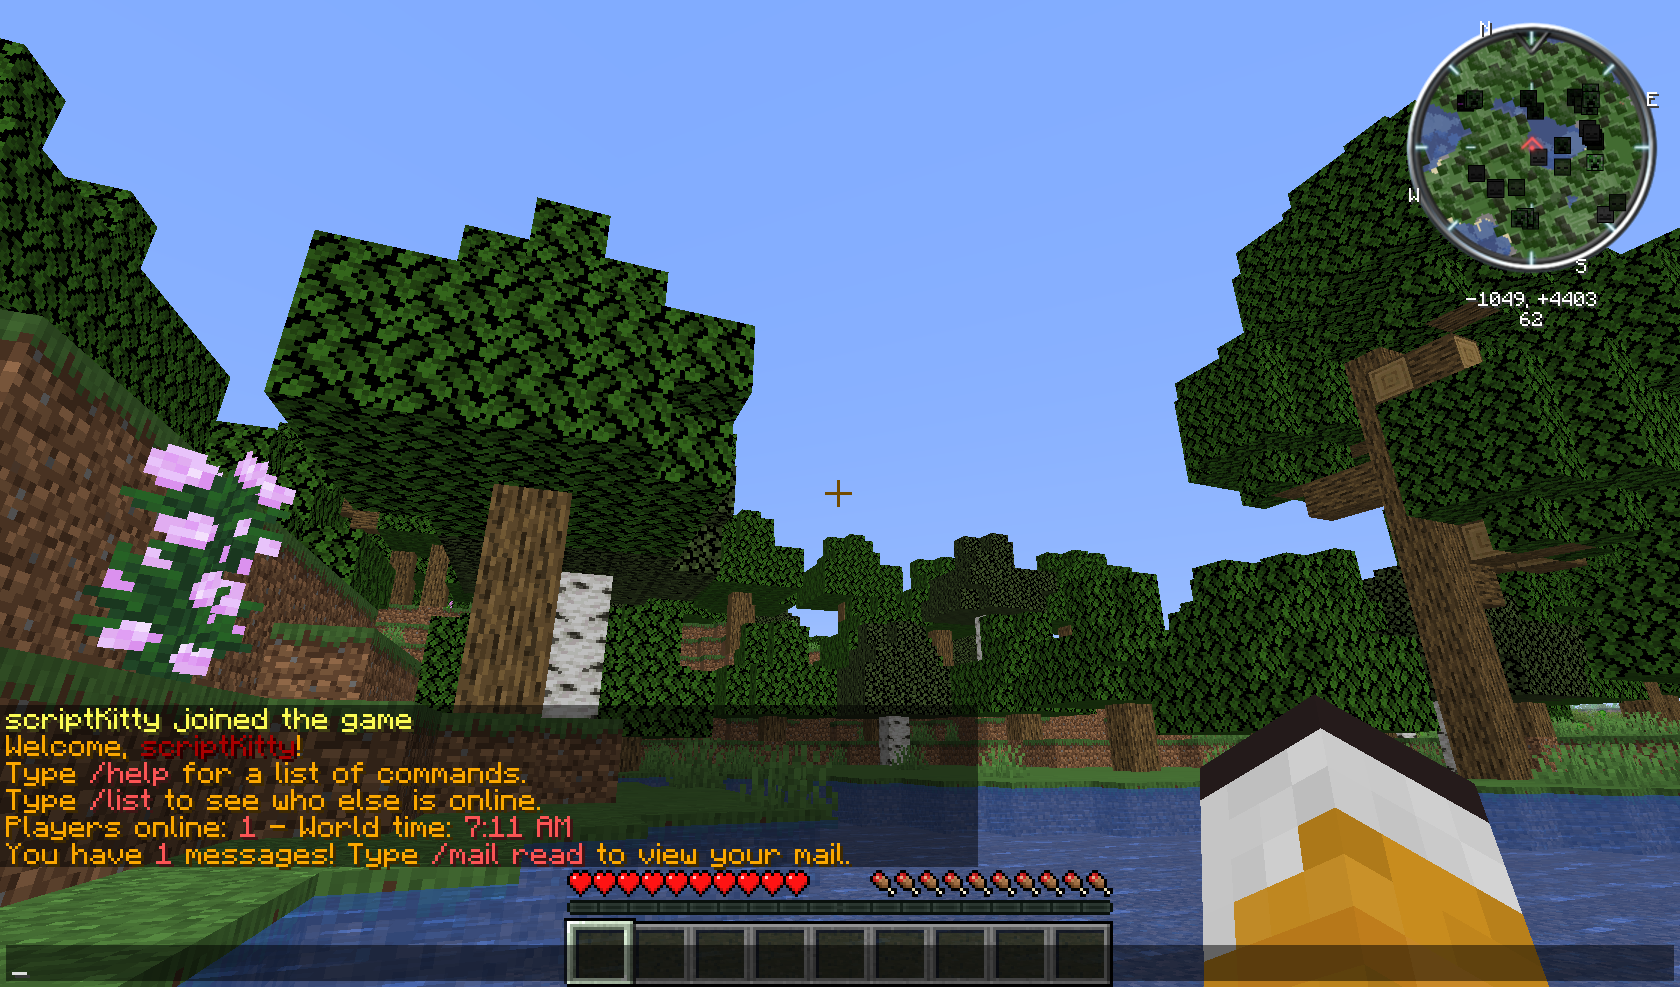 N
E
W
S
-1049, +4403
62
scriptKitty joined the game
Welcome, scriptKitty!
Type /help for a list of commands.
Type /list to see who else is online.
Players online: 1 - World time: 7:11 AM
You have 1 messages! Type /mail read to view your mail.
_